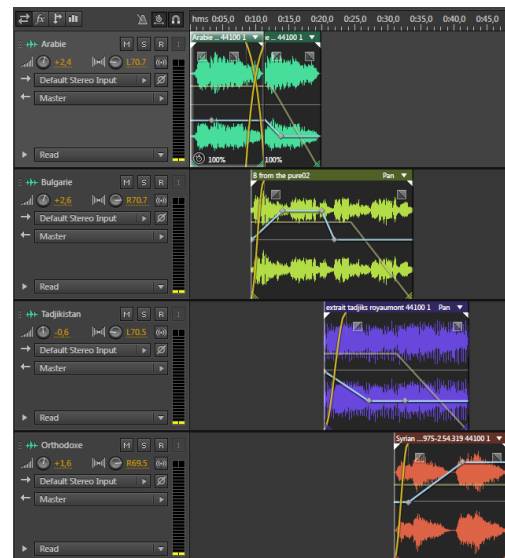 fx
hms 0:05,0 0:10,0 0:15,0 0:20,0 0:25,0 0:30,0 0:35,0 0:40,0 0:45,0
Arabie M S R I
+2,4 L70.7
Default Stereo Input
Master
Read
Arabie ... 44100 1 e ... 44100 1
100% 100%
Bulgarie M S R I
+2,6 R70.7
Default Stereo Input
Master
Read
B from the pure02 Pan
Tadjikistan M S R I
-0,6 L70.5
Default Stereo Input
Master
Read
extrait tadjiks royaumont 44100 1 Pan
Orthodoxe M S R I
+1,6 R69.5
Default Stereo Input
Master
Read
Syrian ...975-2.54.319 44100 1